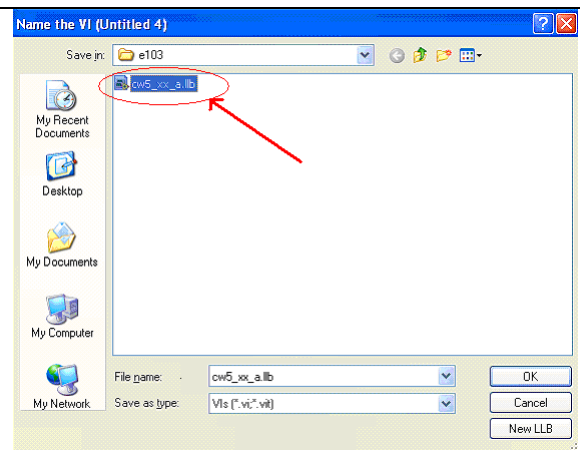 Name the VI (Untitled 4)
Save in:
e103
cw5_xx_a.llb
My Recent
Documents
Desktop
My Documents
My Computer
My Network
File name:
cw5_xx_a.llb
OK
Save as type:
VIs (*.vi;*.vit)
Cancel
New LLB